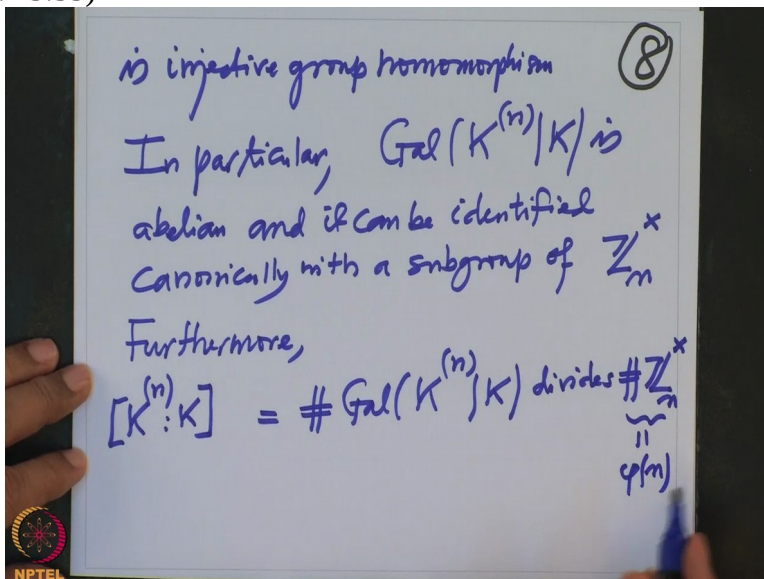 ⑧
is injective group homomorphism
In particular, Gal(K^(n)|K) is
abelian and it can be identified
canonically with a subgroup of ℤ_n^×
Furthermore,
[K^(n):K] = # Gal(K^(n)|K) divides #ℤ_n^×
=
φ(n)
NPTEL